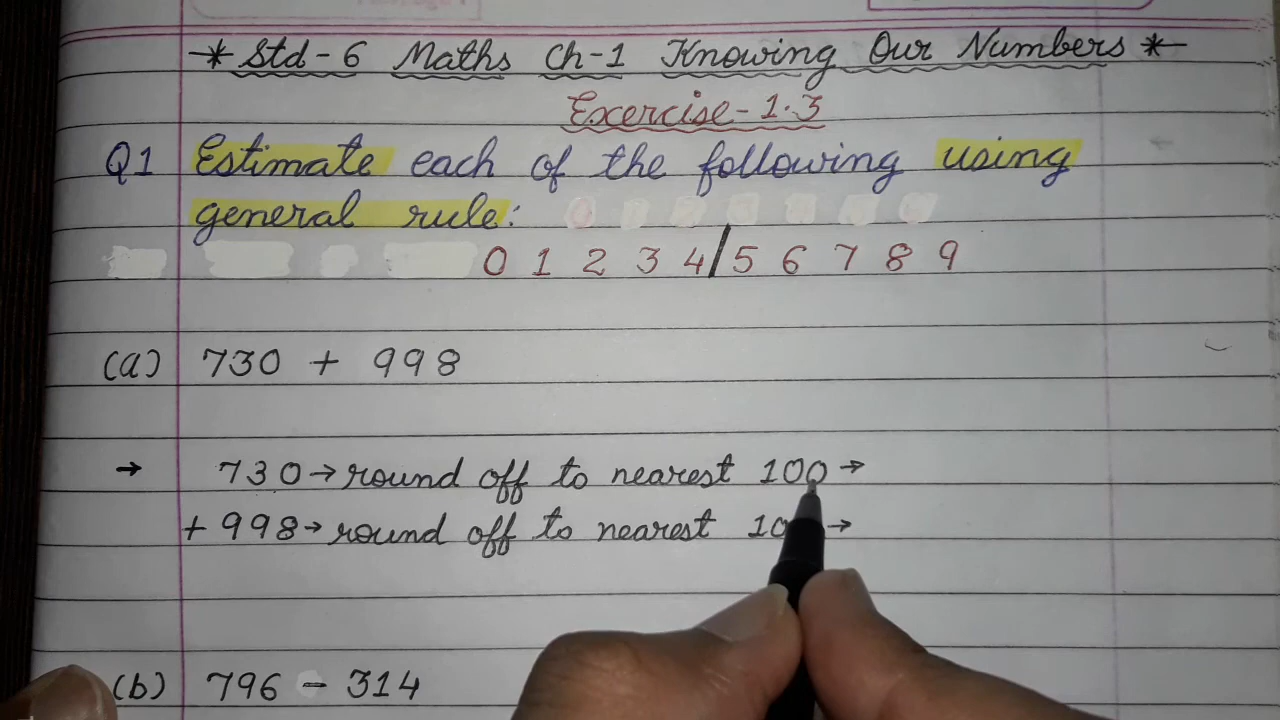 * Std-6 Maths Ch-1 Knowing Our Numbers *
Exercise-1.3
Q1 Estimate each of the following using
general rule:
0 1 2 3 4/5 6 7 8 9
(a) 730 + 998
→ 730→round off to nearest 100→
+998→round off to nearest →
(b) 796 - 314